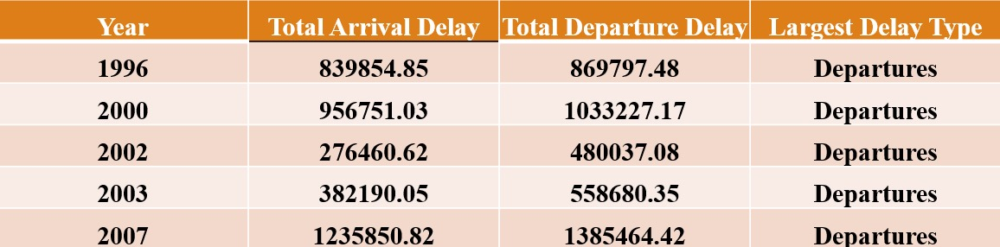 Year Total Arrival Delay Total Departure Delay Largest Delay Type
1996 839854.85 869797.48 Departures
2000 956751.03 1033227.17 Departures
2002 276460.62 480037.08 Departures
2003 382190.05 558680.35 Departures
2007 1235850.82 1385464.42 Departures